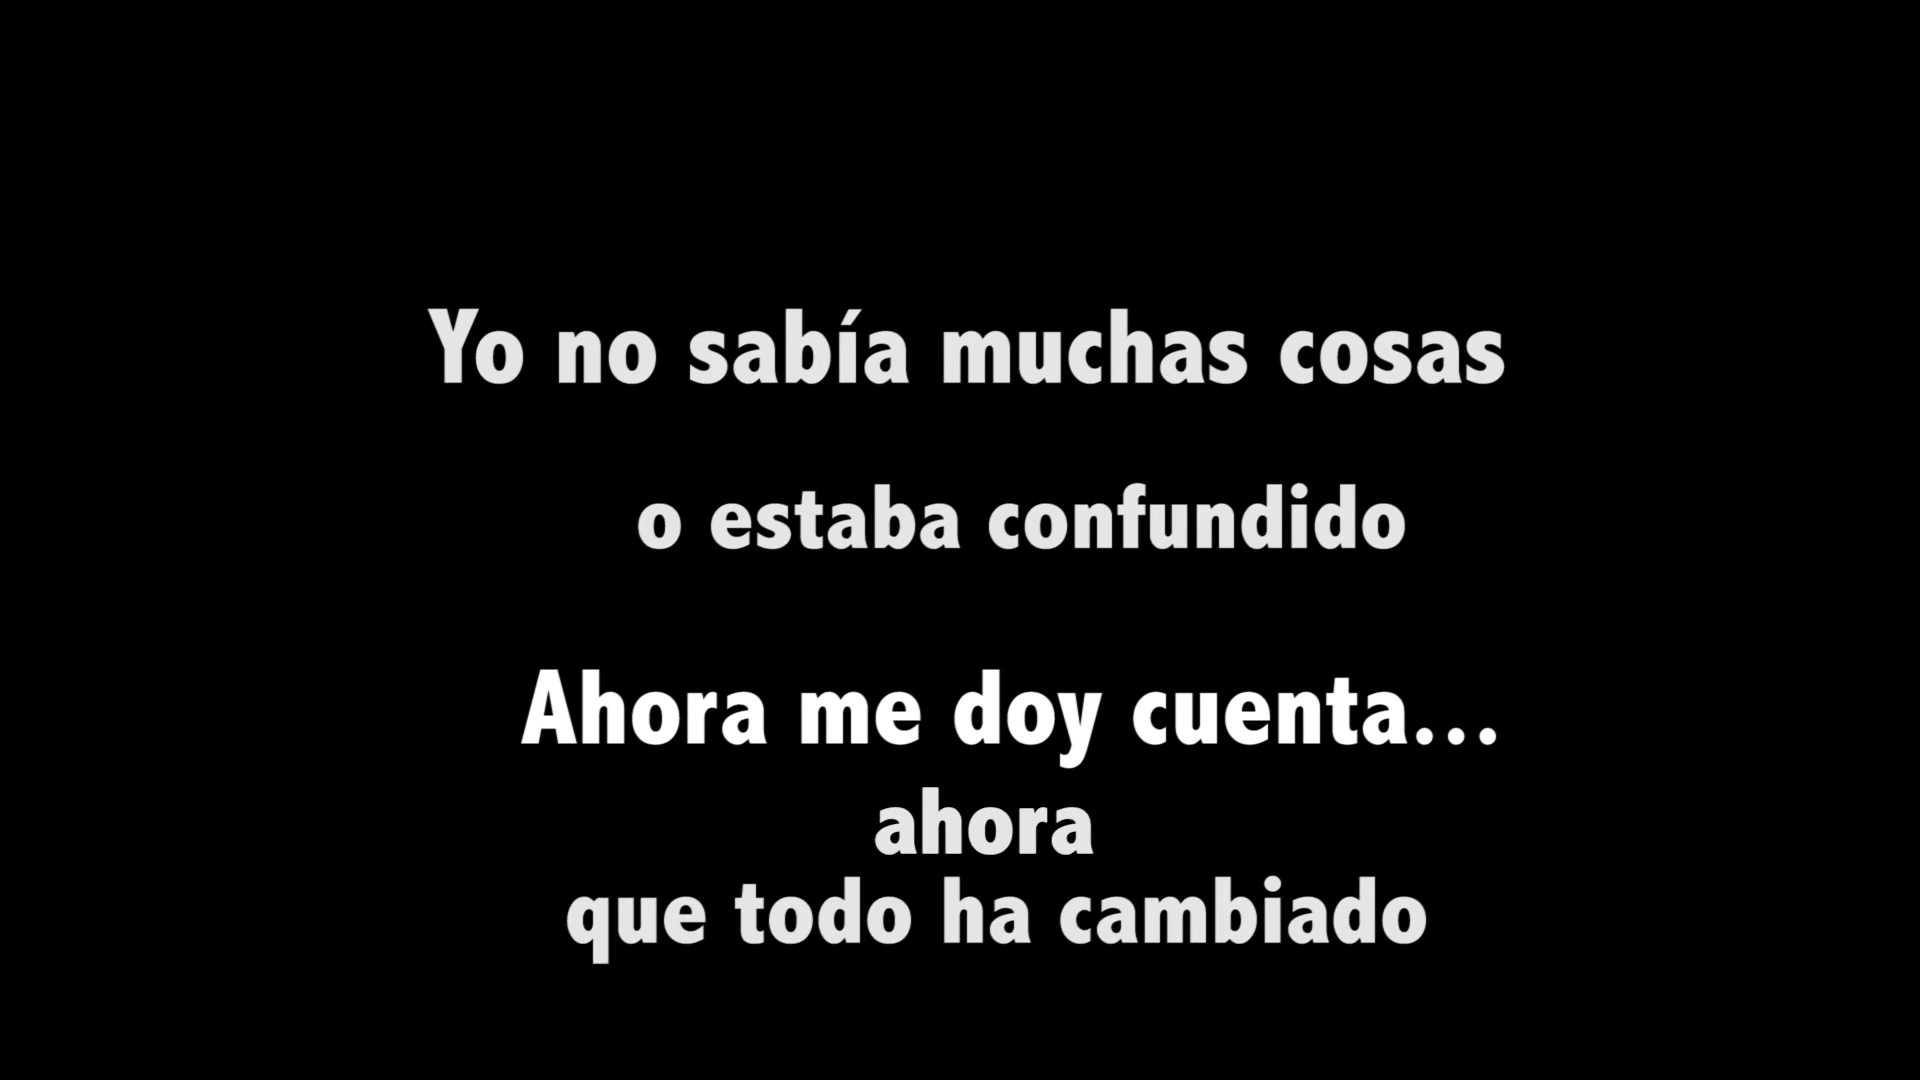 Yo no sabía muchas cosas
o estaba confundido
Ahora me doy cuenta...
ahora
que todo ha cambiado